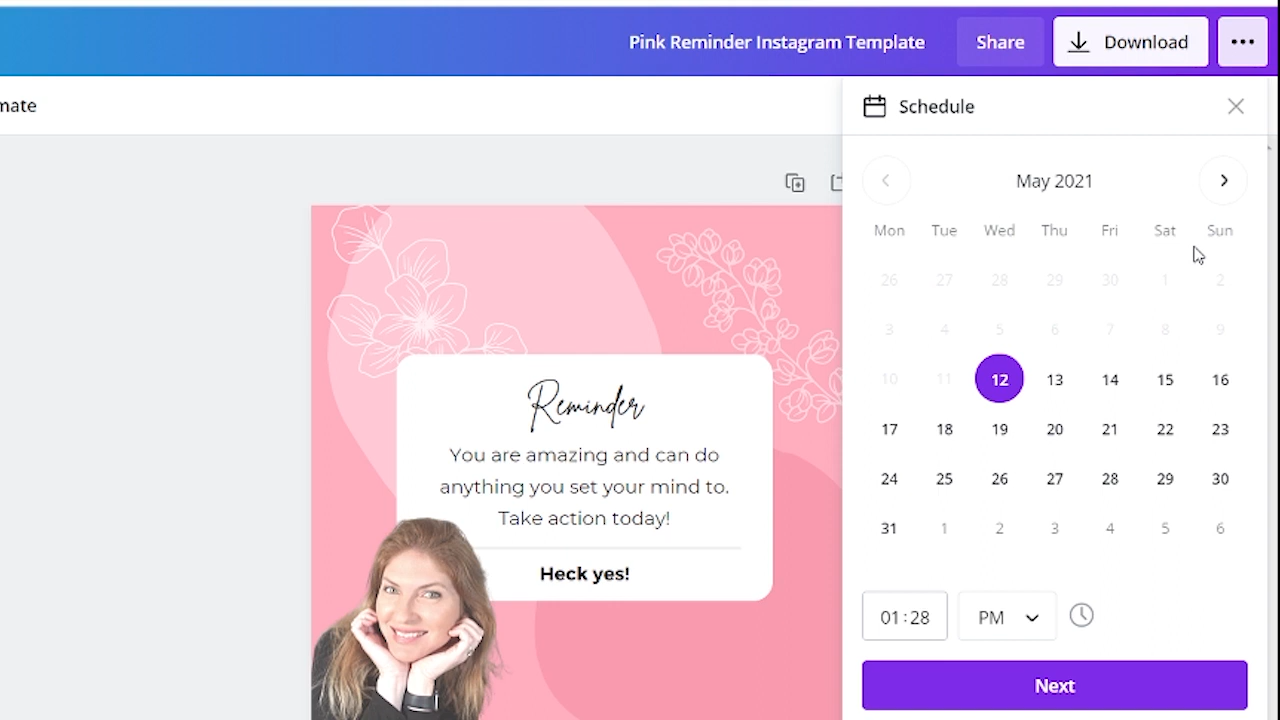 Pink Reminder Instagram Template Share Download
mate
Schedule
May 2021
Mon Tue Wed Thu Fri Sat Sun
26 27 28 29 30 1 2
3 4 5 6 7 8 9
10 11 12 13 14 15 16
17 18 19 20 21 22 23
24 25 26 27 28 29 30
31 1 2 3 4 5 6
01:28 PM
Next
Reminder
You are amazing and can do
anything you set your mind to.
Take action today!
Heck yes!